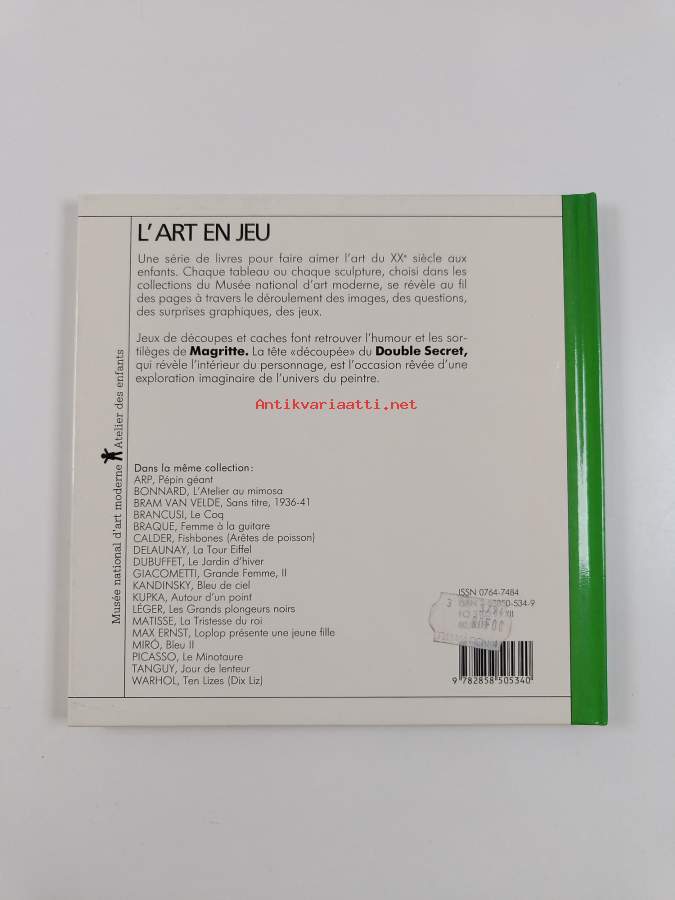 L'ART EN JEU
Une série de livres pour faire aimer l'art du XXe siècle aux
enfants. Chaque tableau ou chaque sculpture, choisi dans les
collections du Musée national d'art moderne, se révèle au fil
des pages à travers le déroulement des images, des questions,
des surprises graphiques, des jeux.
Jeux de découpes et caches font retrouver l'humour et les sor-
tilèges de Magritte. La tête «découpée» du Double Secret,
qui révèle l'intérieur du personnage, est l'occasion rêvée d'une
exploration imaginaire de l'univers du peintre.
Antikvariaatti.net
Musée national d'art moderne Atelier des enfants
Dans la même collection:
ARP, Pépin géant
BONNARD, L'Atelier au mimosa
BRAM VAN VELDE, Sans titre, 1936-41
BRANCUSI, Le Coq
BRAQUE, Femme à la guitare
CALDER, Fishbones (Arêtes de poisson)
DELAUNAY, La Tour Eiffel
DUBUFFET, Le Jardin d'hiver
GIACOMETTI, Grande Femme, II
KANDINSKY, Bleu de ciel
KUPKA, Autour d'un point
LÉGER, Les Grands plongeurs noirs
MATISSE, La Tristesse du roi
MAX ERNST, Loplop présente une jeune fille
MIRÓ, Bleu II
PICASSO, Le Minotaure
TANGUY, Jour de lenteur
WARHOL, Ten Lizes (Dix Liz)
ISSN 0764-7484
534-9
9 782858 505340